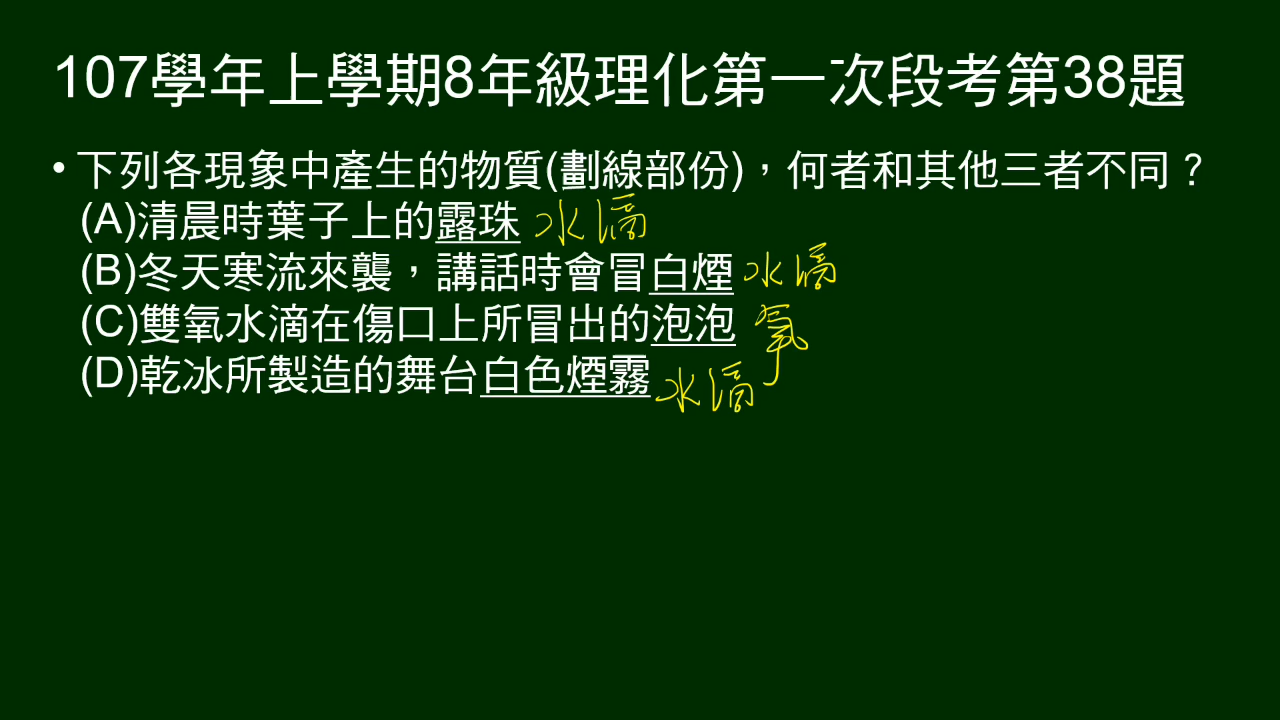 107學年上學期8年級理化第一次段考第38題
• 下列各現象中產生的物質(劃線部份)，何者和其他三者不同？
(A)清晨時葉子上的露珠 水滴
(B)冬天寒流來襲，講話時會冒白煙 水滴
(C)雙氧水滴在傷口上所冒出的泡泡 氧
(D)乾冰所製造的舞台白色煙霧 水滴